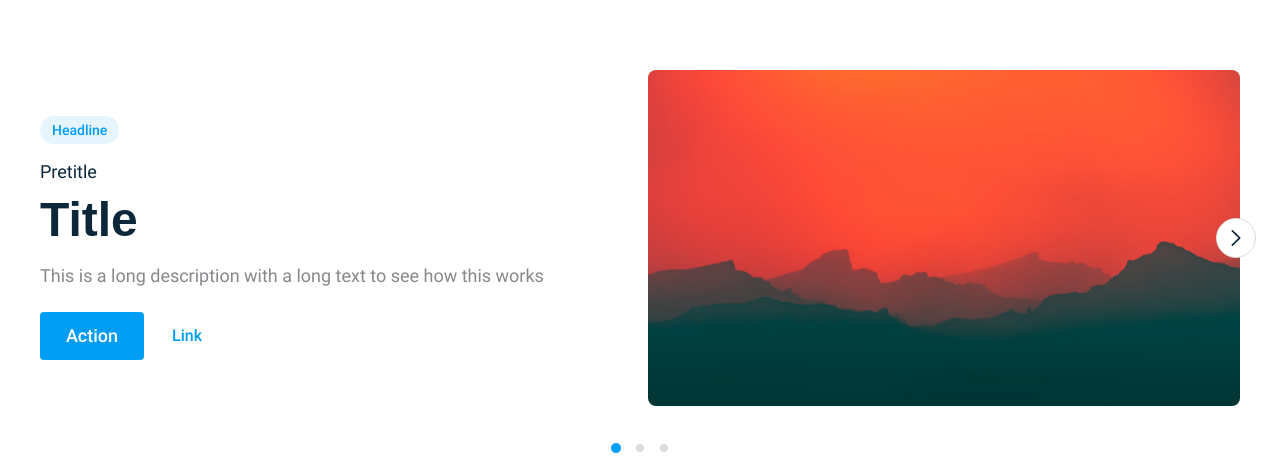 Headline
Pretitle
Title
This is a long description with a long text to see how this works
Action Link